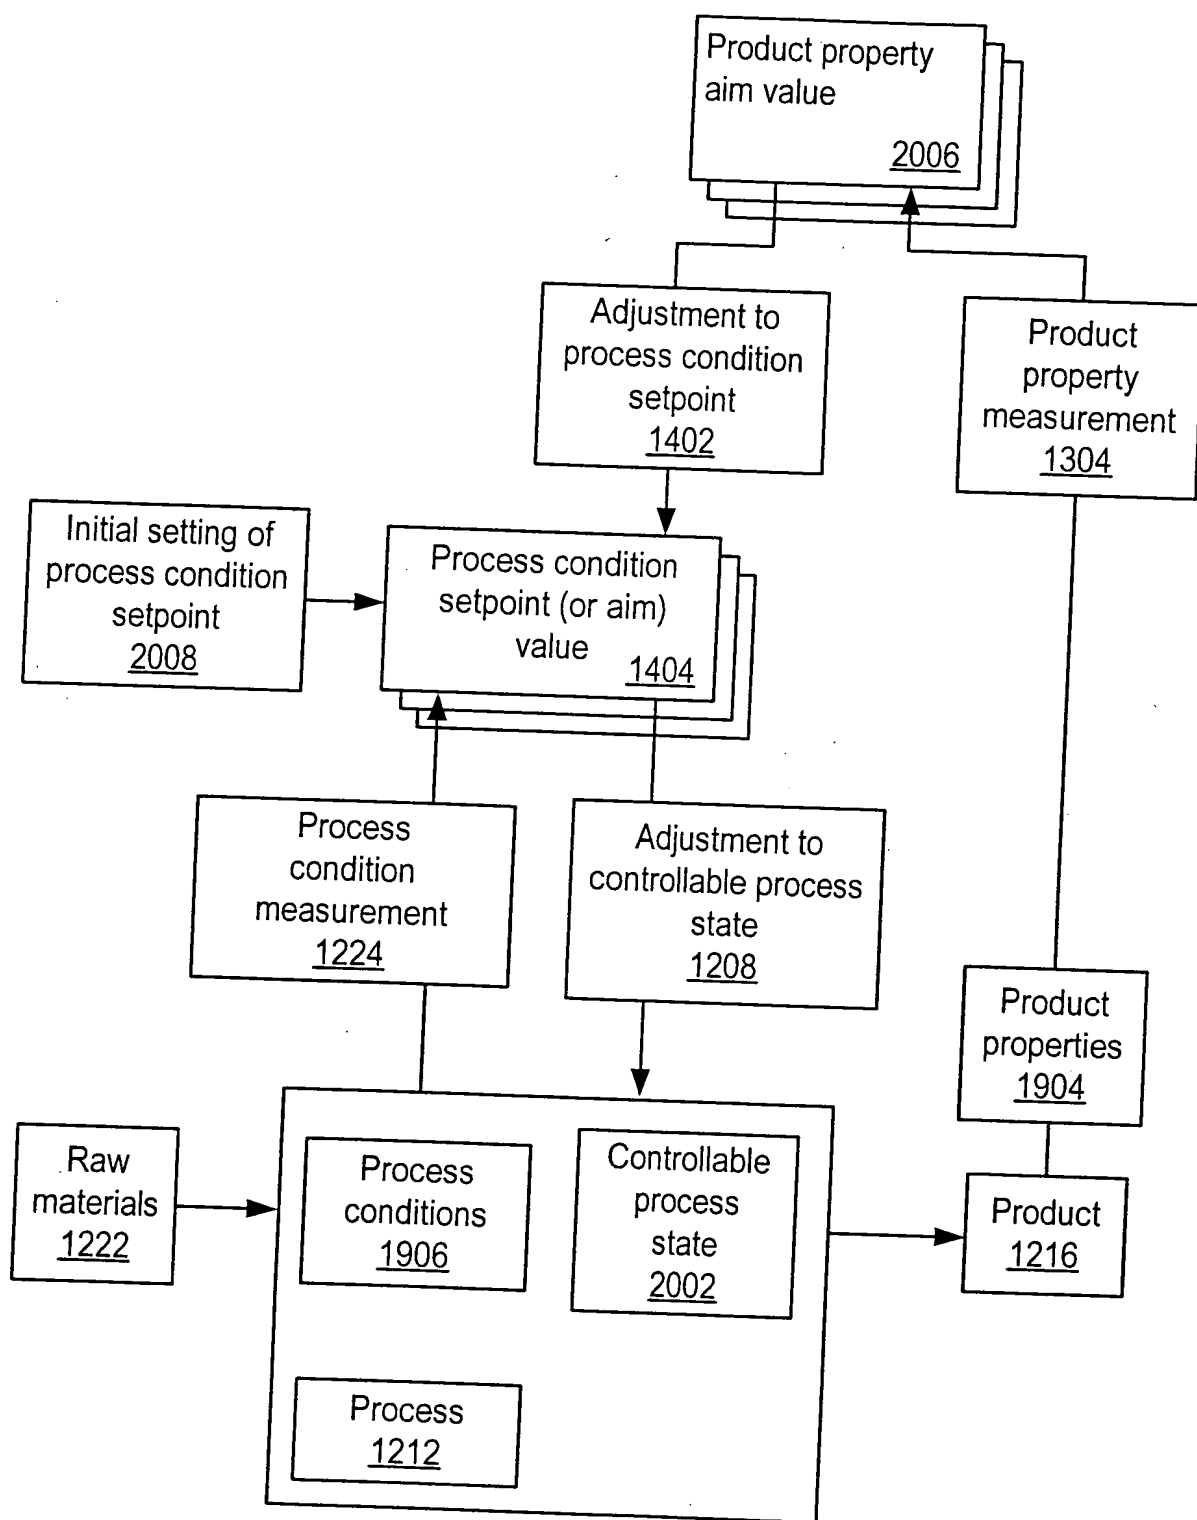 Product property
aim value
2006
Adjustment to
process condition
setpoint
1402
Product
property
measurement
1304
Initial setting of
process condition
setpoint
2008
Process condition
setpoint (or aim)
value
1404
Process
condition
measurement
1224
Adjustment to
controllable process
state
1208
Product
properties
1904
Raw
materials
1222
Process
conditions
1906
Controllable
process
state
2002
Product
1216
Process
1212